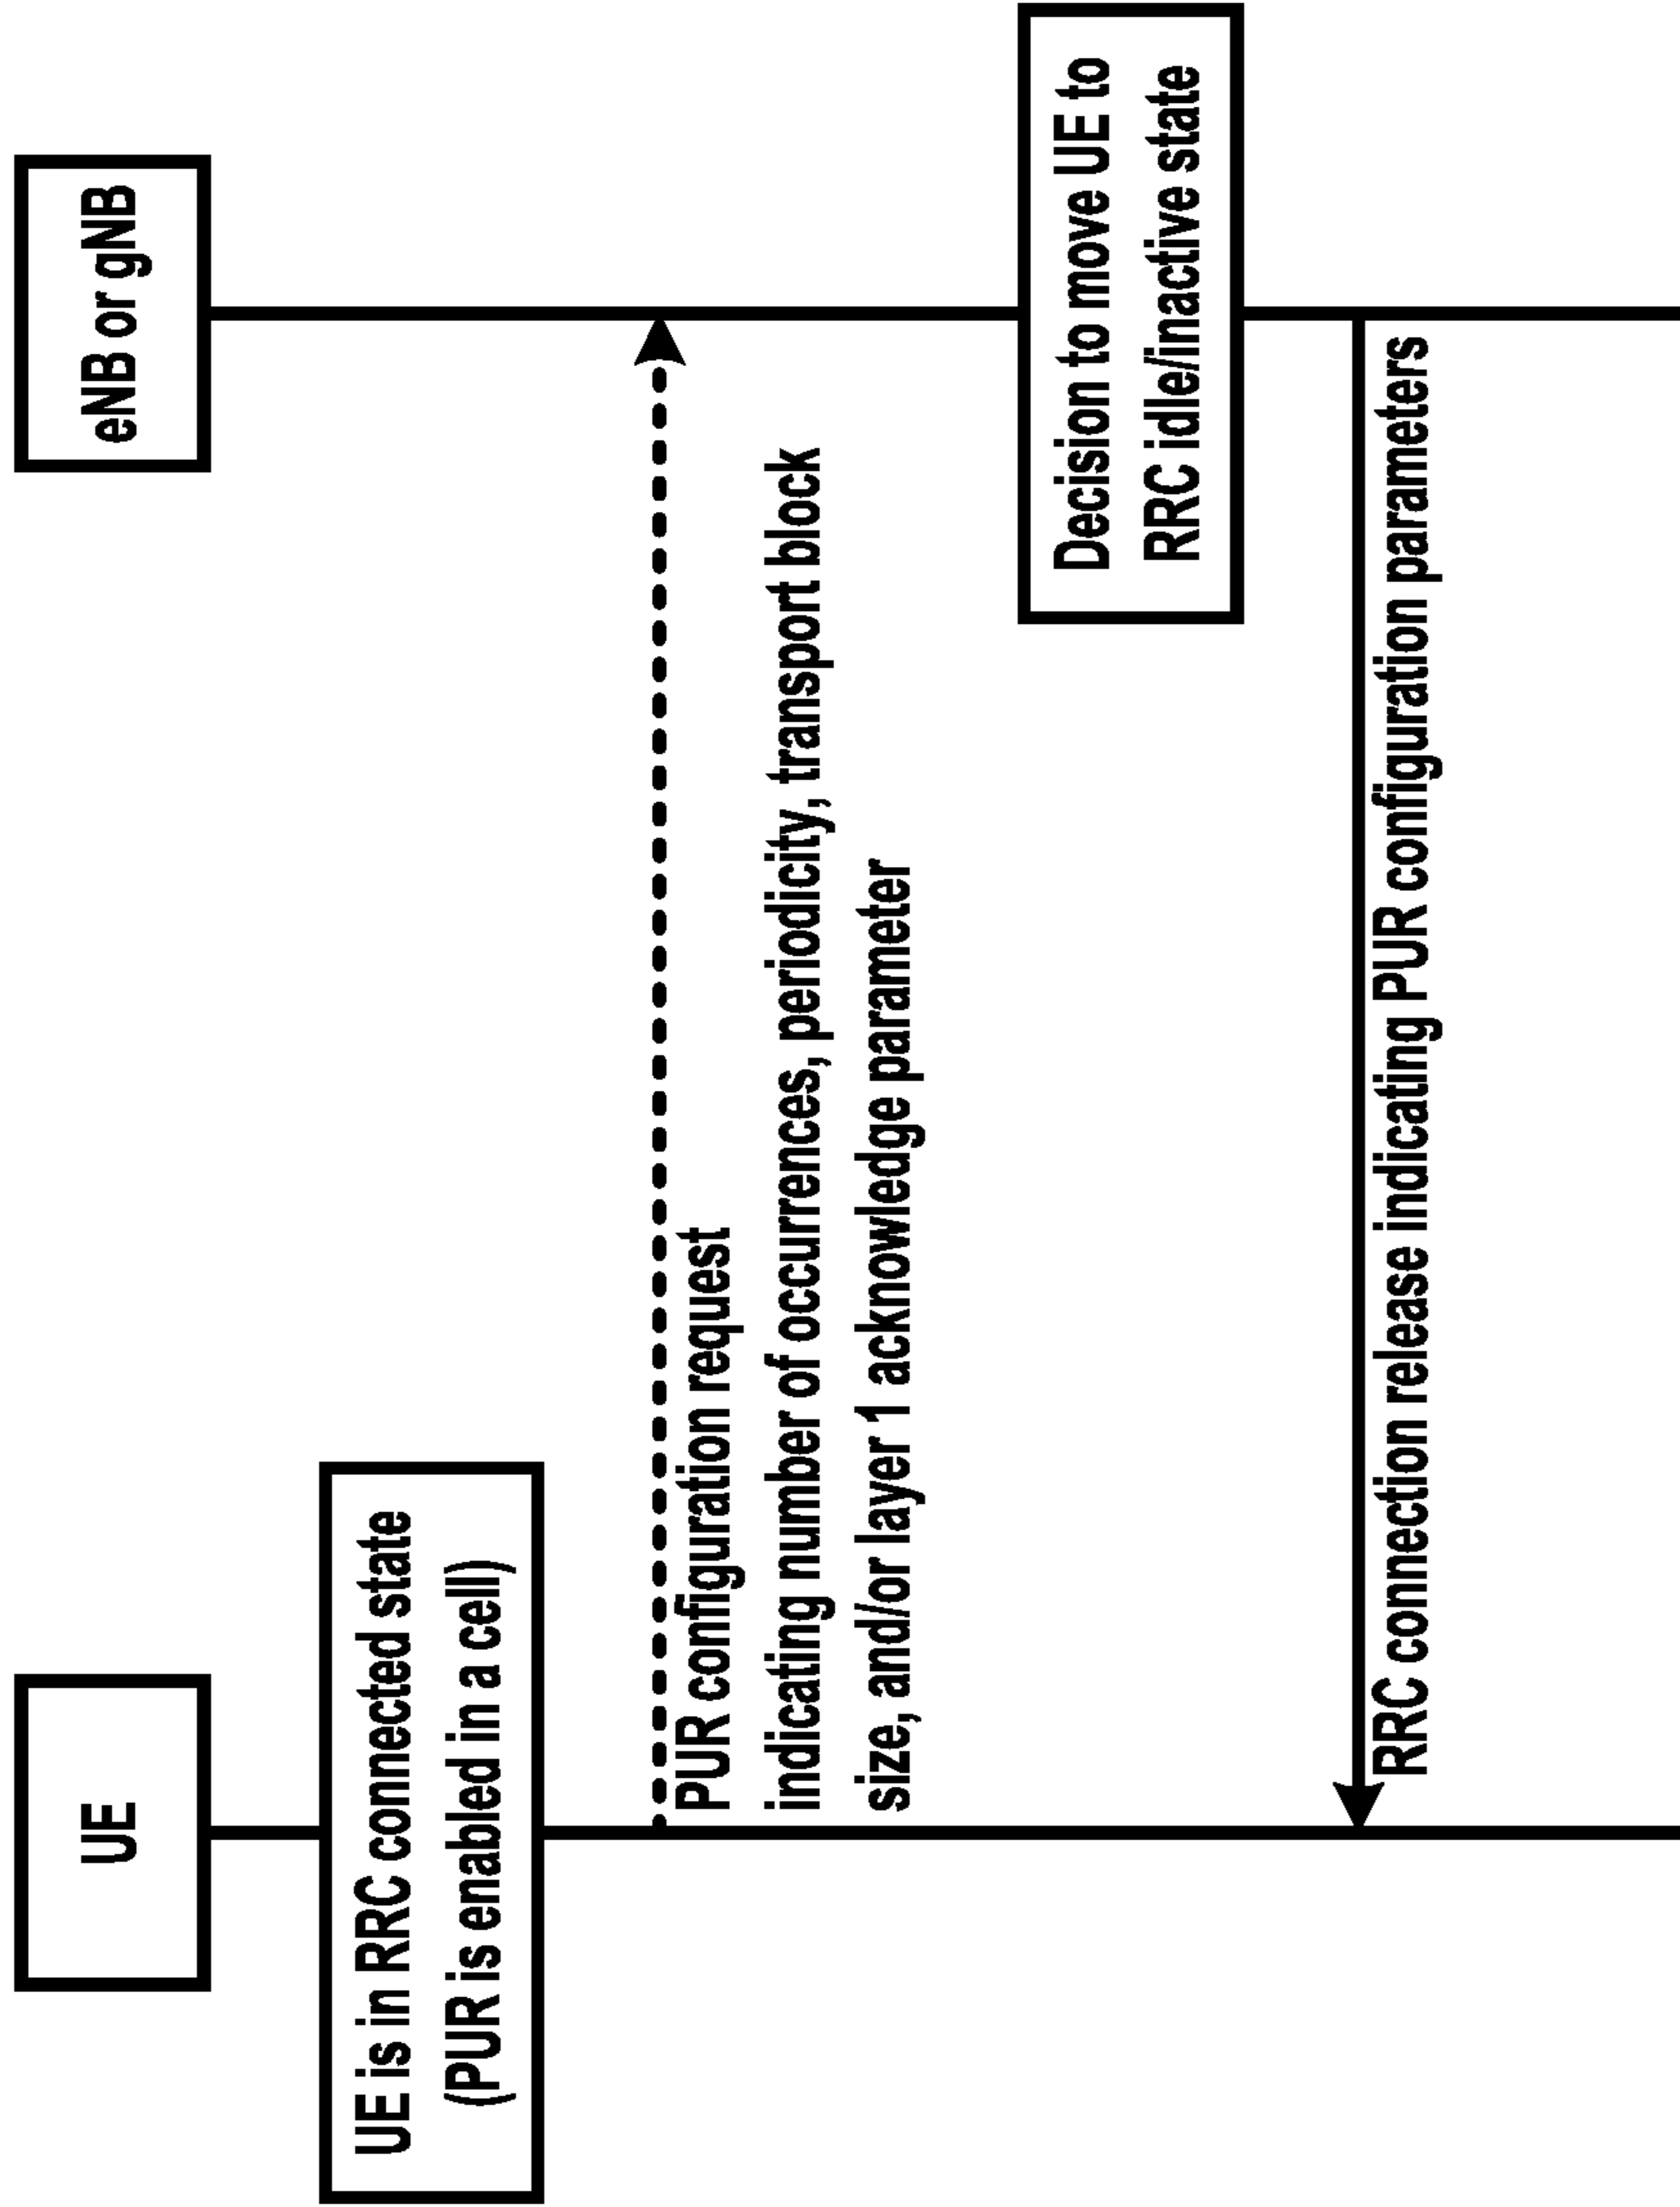 UE
eNB or gNB
UE is in RRC connected state
(PUR is enabled in a cell)
PUR configuration request
indicating number of occurrences, periodicity, transport block
size, and/or layer 1 acknowledge parameter
Decision to move UE to
RRC idle/inactive state
RRC connection release indicating PUR configuration parameters